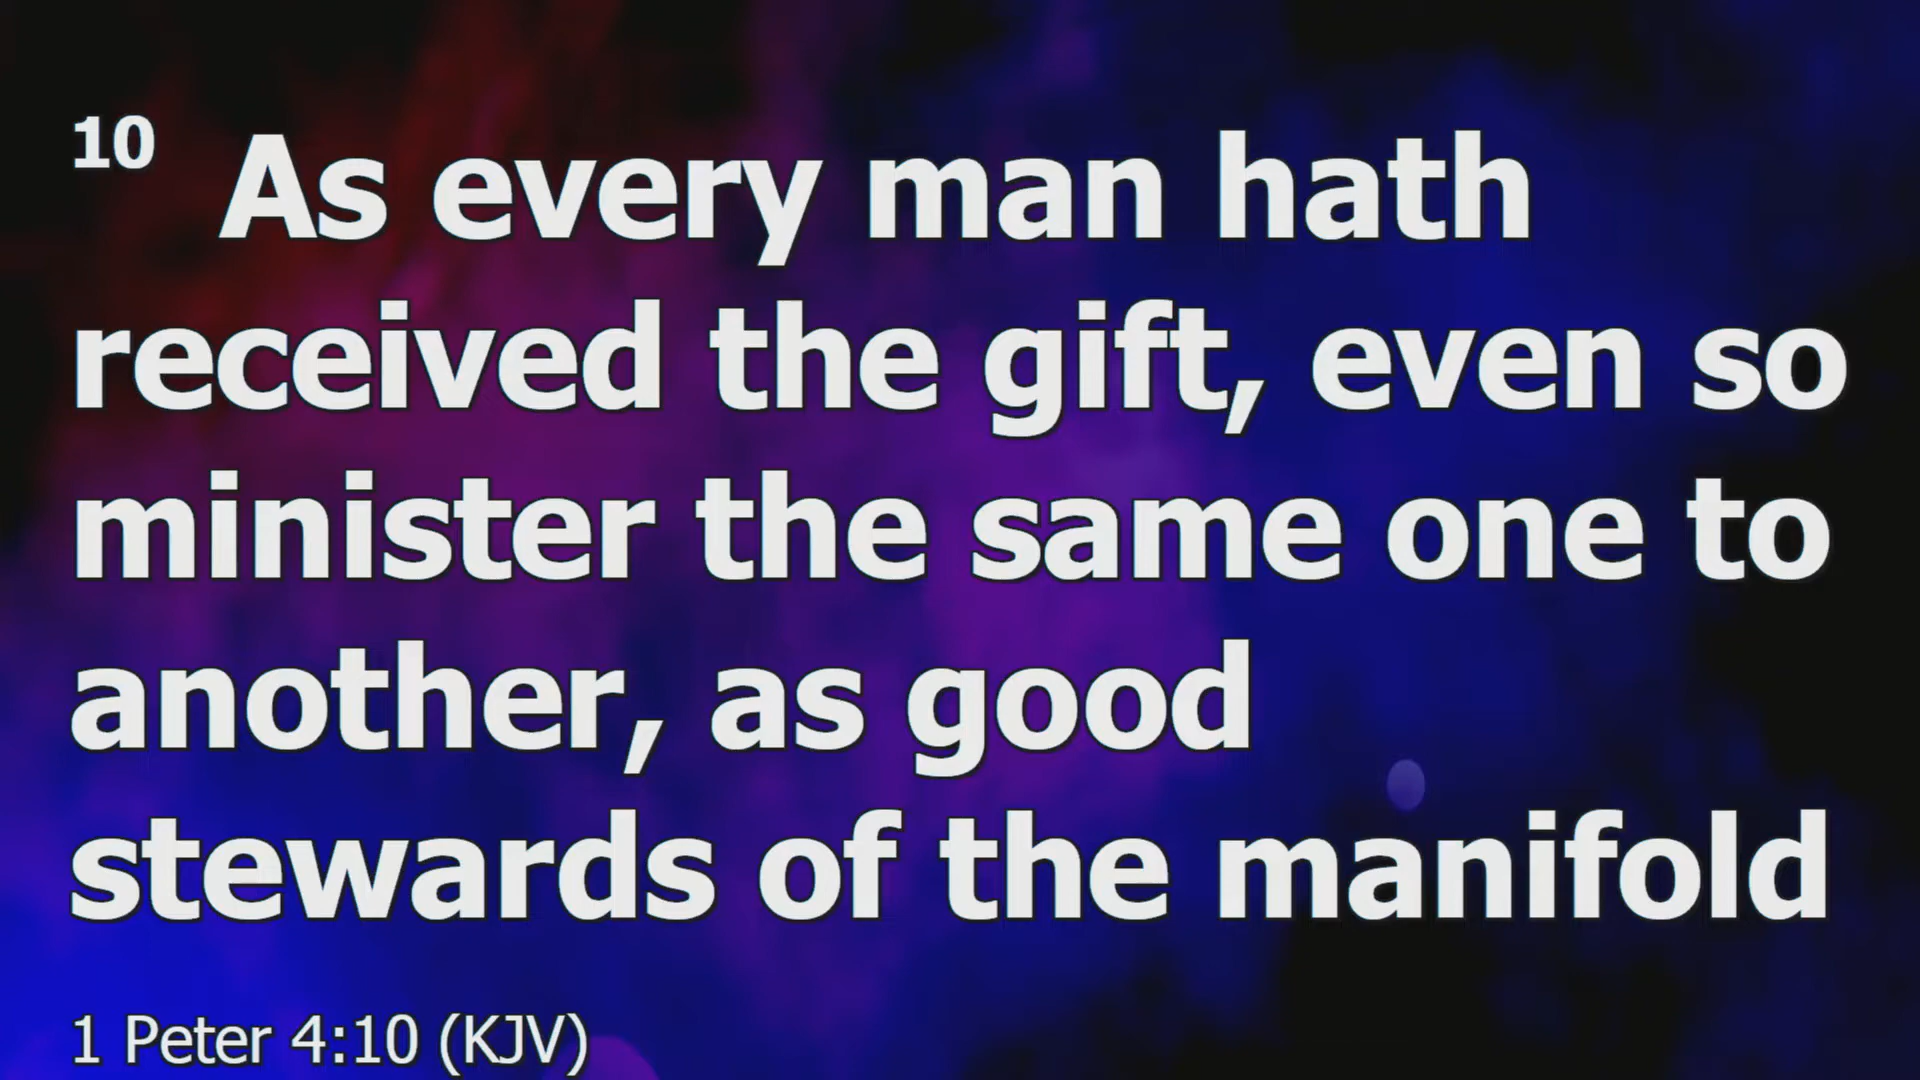 10 As every man hath
received the gift, even so
minister the same one to
another, as good
stewards of the manifold
1 Peter 4:10 (KJV)